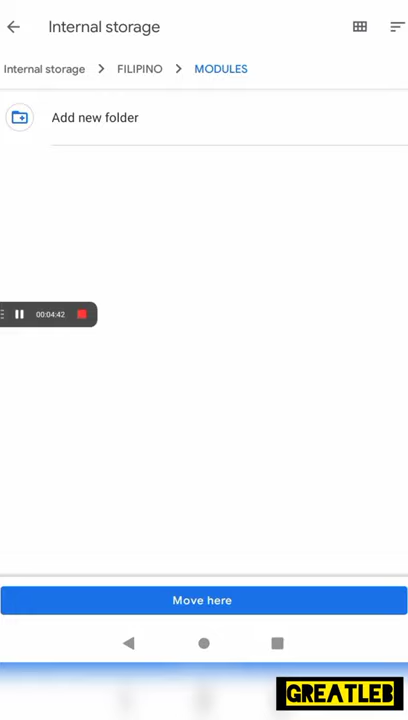 Internal storage
Internal storage > FILIPINO > MODULES
Add new folder
00:04:42
Move here
GREATLEB